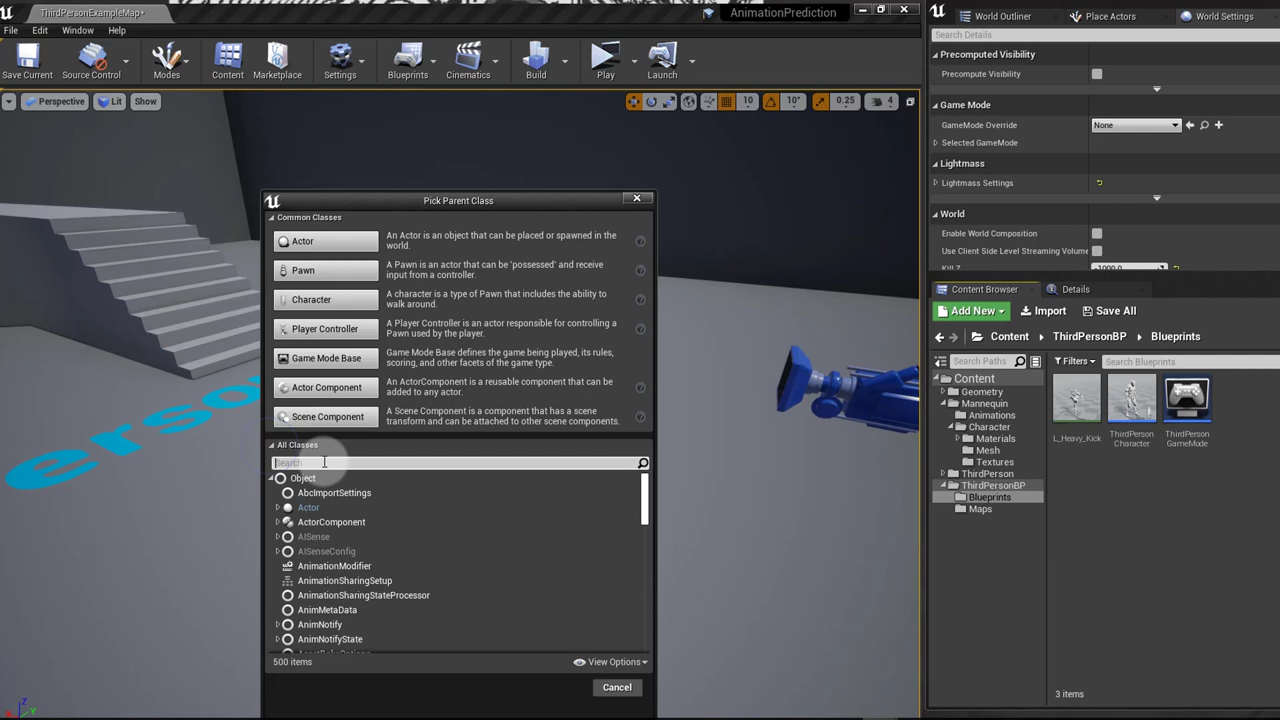 ThirdPersonExampleMap*
AnimationPrediction
File Edit Window Help
Save Current
Source Control
Modes
Content
Marketplace
Settings
Blueprints
Cinematics
Build
Play
Launch
Perspective
Lit
Show
10
10°
0.25
4
Pick Parent Class
Common Classes
Actor
An Actor is an object that can be placed or spawned in the
world.
Pawn
A Pawn is an actor that can be 'possessed' and receive
input from a controller.
Character
A character is a type of Pawn that includes the ability to
walk around.
Player Controller
A Player Controller is an actor responsible for controlling a
Pawn used by the player.
Game Mode Base
Game Mode Base defines the game being played, its rules,
scoring, and other facets of the game type.
Actor Component
An ActorComponent is a reusable component that can be
added to any actor.
Scene Component
A Scene Component is a component that has a scene
transform and can be attached to other scene components.
All Classes
Search
Object
AbcImportSettings
Actor
ActorComponent
AISense
AISenseConfig
AnimationModifier
AnimationSharingSetup
AnimationSharingStateProcessor
AnimMetaData
AnimNotify
AnimNotifyState
500 items
View Options
Cancel
erso
Z
Y
World Outliner
Place Actors
World Settings
Search Details
Precomputed Visibility
Precompute Visibility
Game Mode
GameMode Override
None
Selected GameMode
Lightmass
Lightmass Settings
World
Enable World Composition
Use Client Side Level Streaming Volume
Kill Z
-1000.0
Content Browser
Details
Add New
Import
Save All
Content
ThirdPersonBP
Blueprints
Search Paths
Filters
Search Blueprints
Content
Geometry
Mannequin
Animations
Character
Materials
Mesh
Textures
ThirdPerson
ThirdPersonBP
Blueprints
Maps
L_Heavy_Kick
ThirdPerson
Character
ThirdPerson
GameMode
3 items